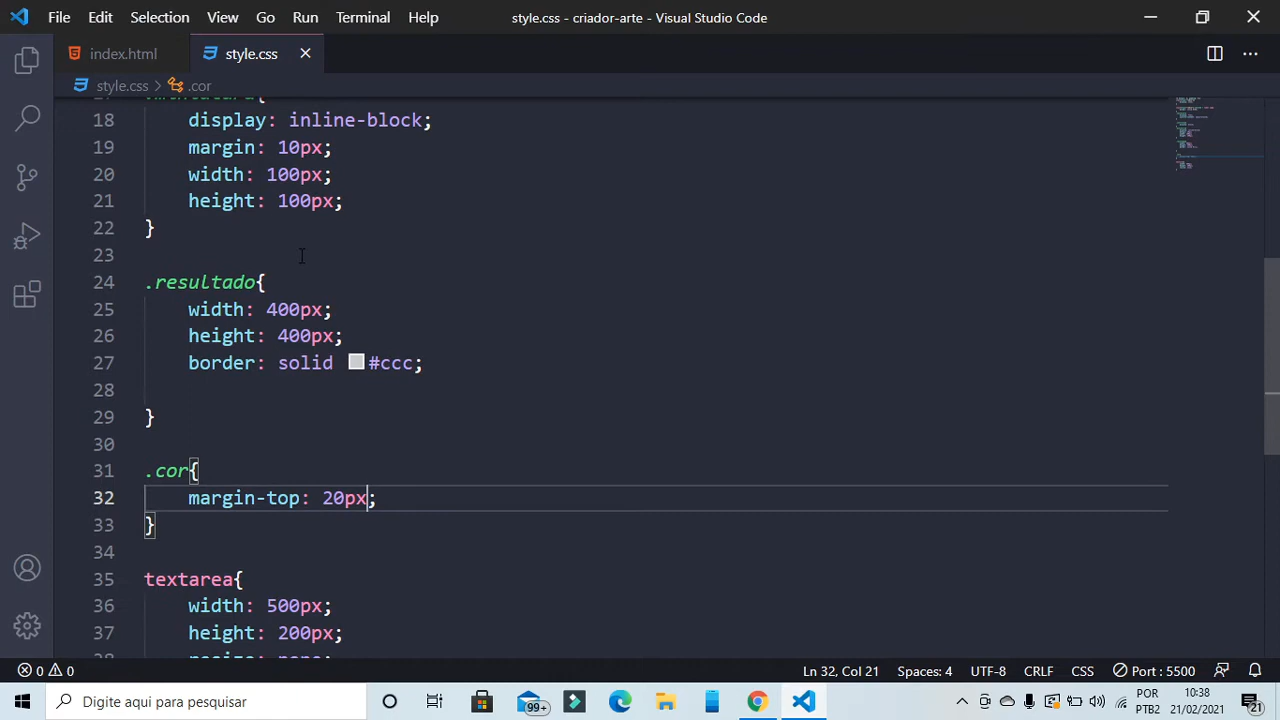 File Edit Selection View Go Run Terminal Help style.css - criador-arte - Visual Studio Code
index.html style.css
style.css > .cor
18 display: inline-block;
19 margin: 10px;
20 width: 100px;
21 height: 100px;
22 }
23
24 .resultado{
25 width: 400px;
26 height: 400px;
27 border: solid #ccc;
28
29 }
30
31 .cor{
32 margin-top: 20px;
33 }
34
35 textarea{
36 width: 500px;
37 height: 200px;
0 0 Ln 32, Col 21 Spaces: 4 UTF-8 CRLF CSS Port : 5500
Digite aqui para pesquisar 99+ POR 10:38
PTB2 21/02/2021 21